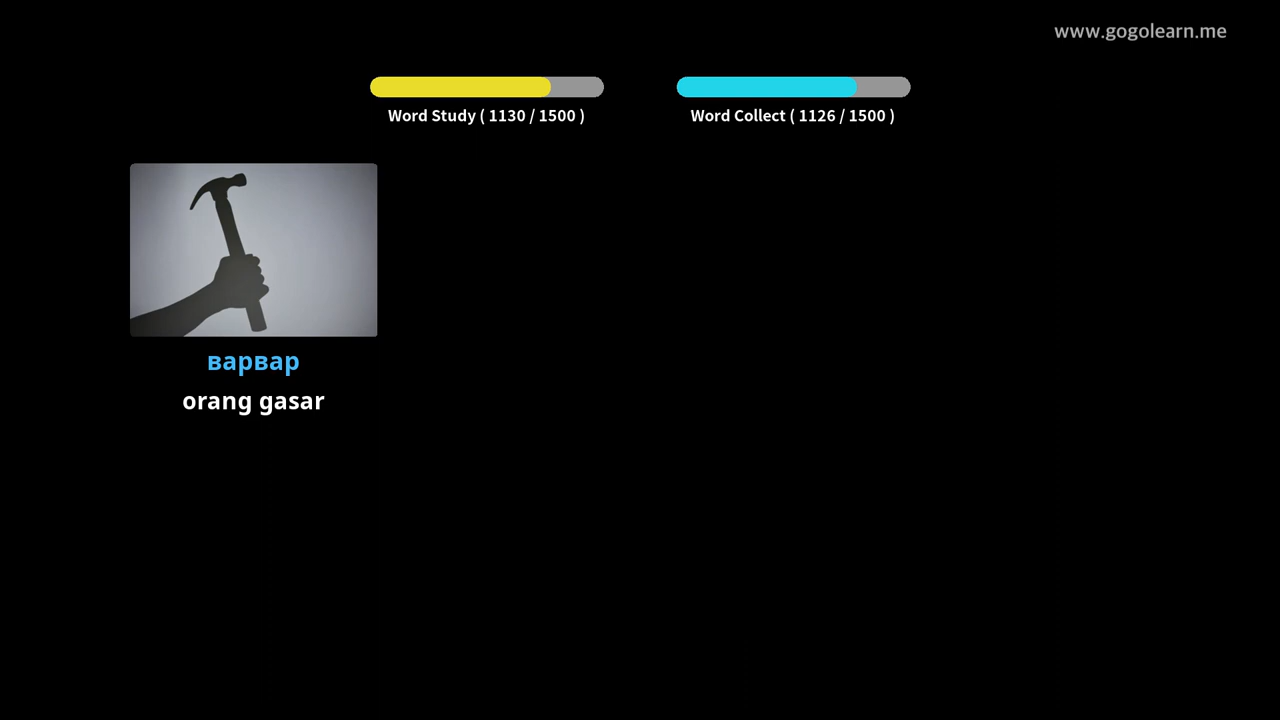 www.gogolearn.me
Word Study ( 1130 / 1500 )
Word Collect ( 1126 / 1500 )
варвар
orang gasar